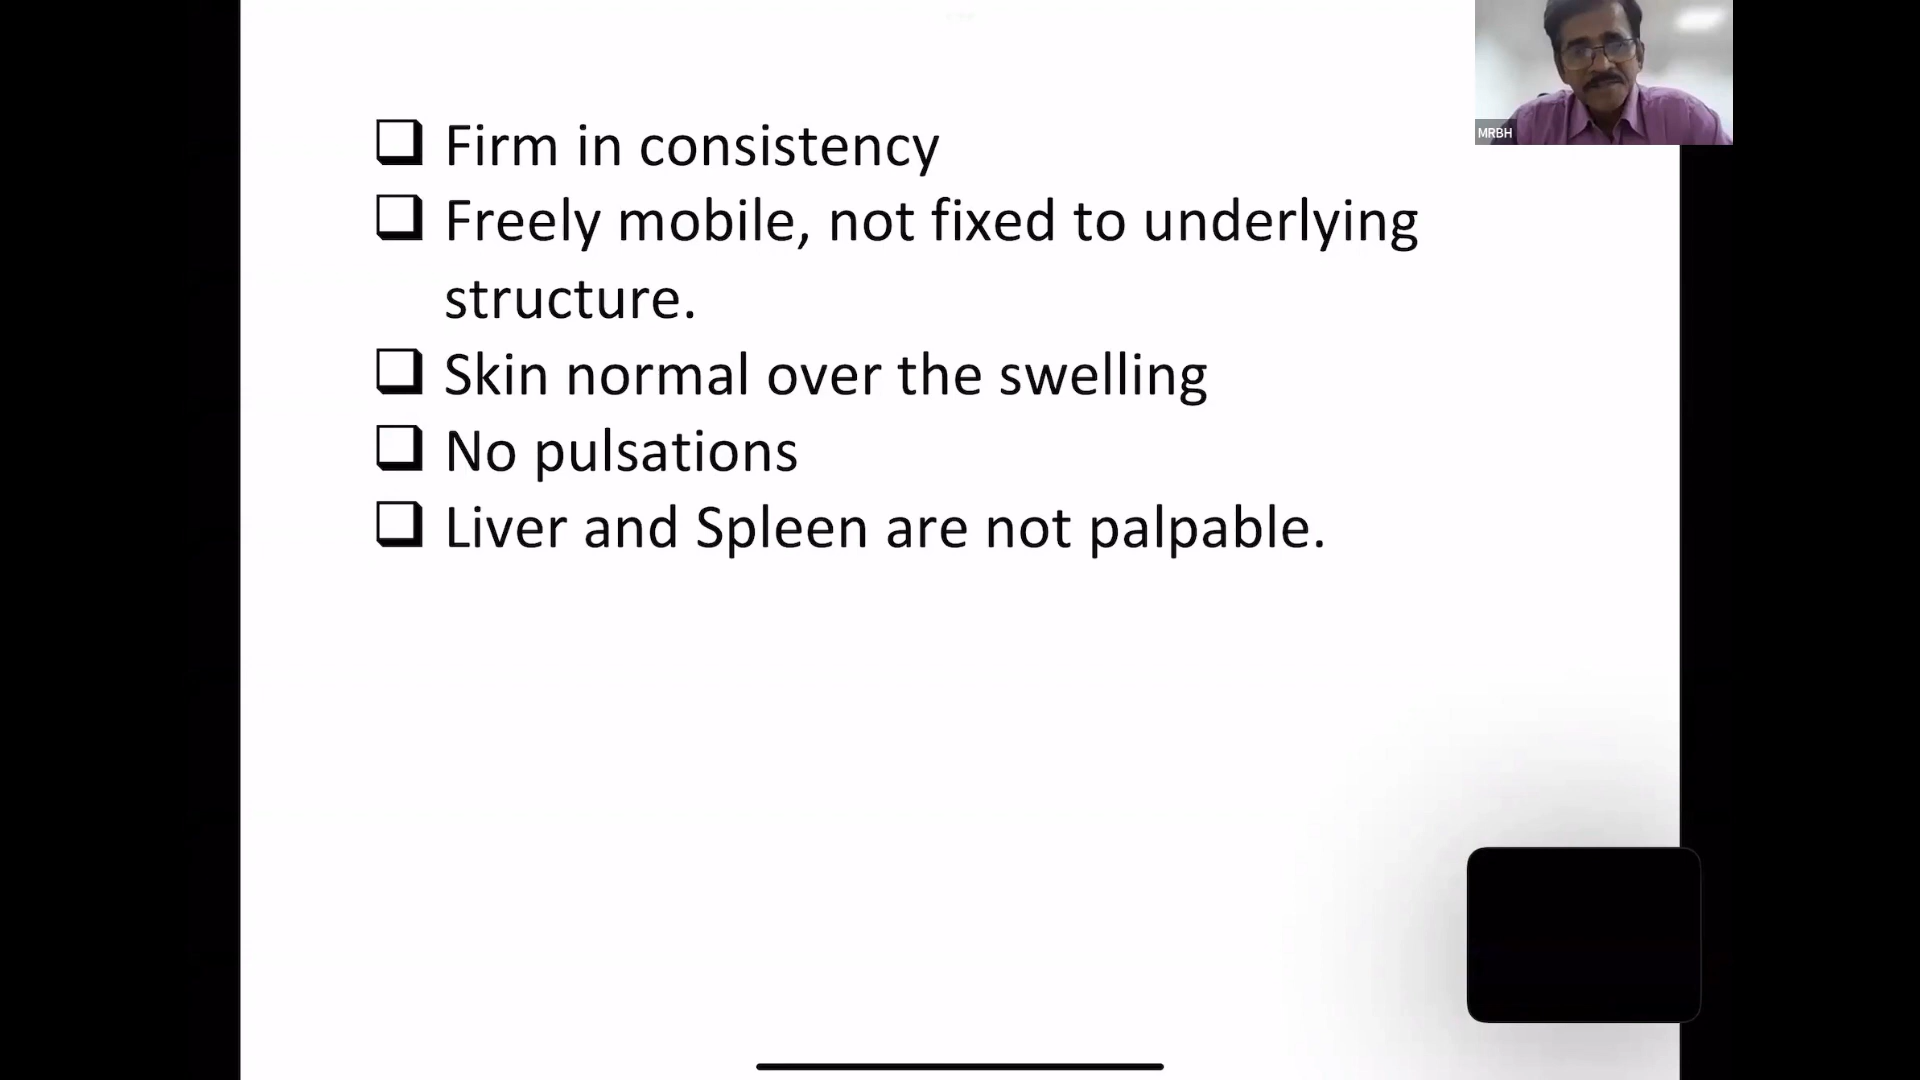 MRBH
Firm in consistency
Freely mobile, not fixed to underlying
structure.
Skin normal over the swelling
No pulsations
Liver and Spleen are not palpable.